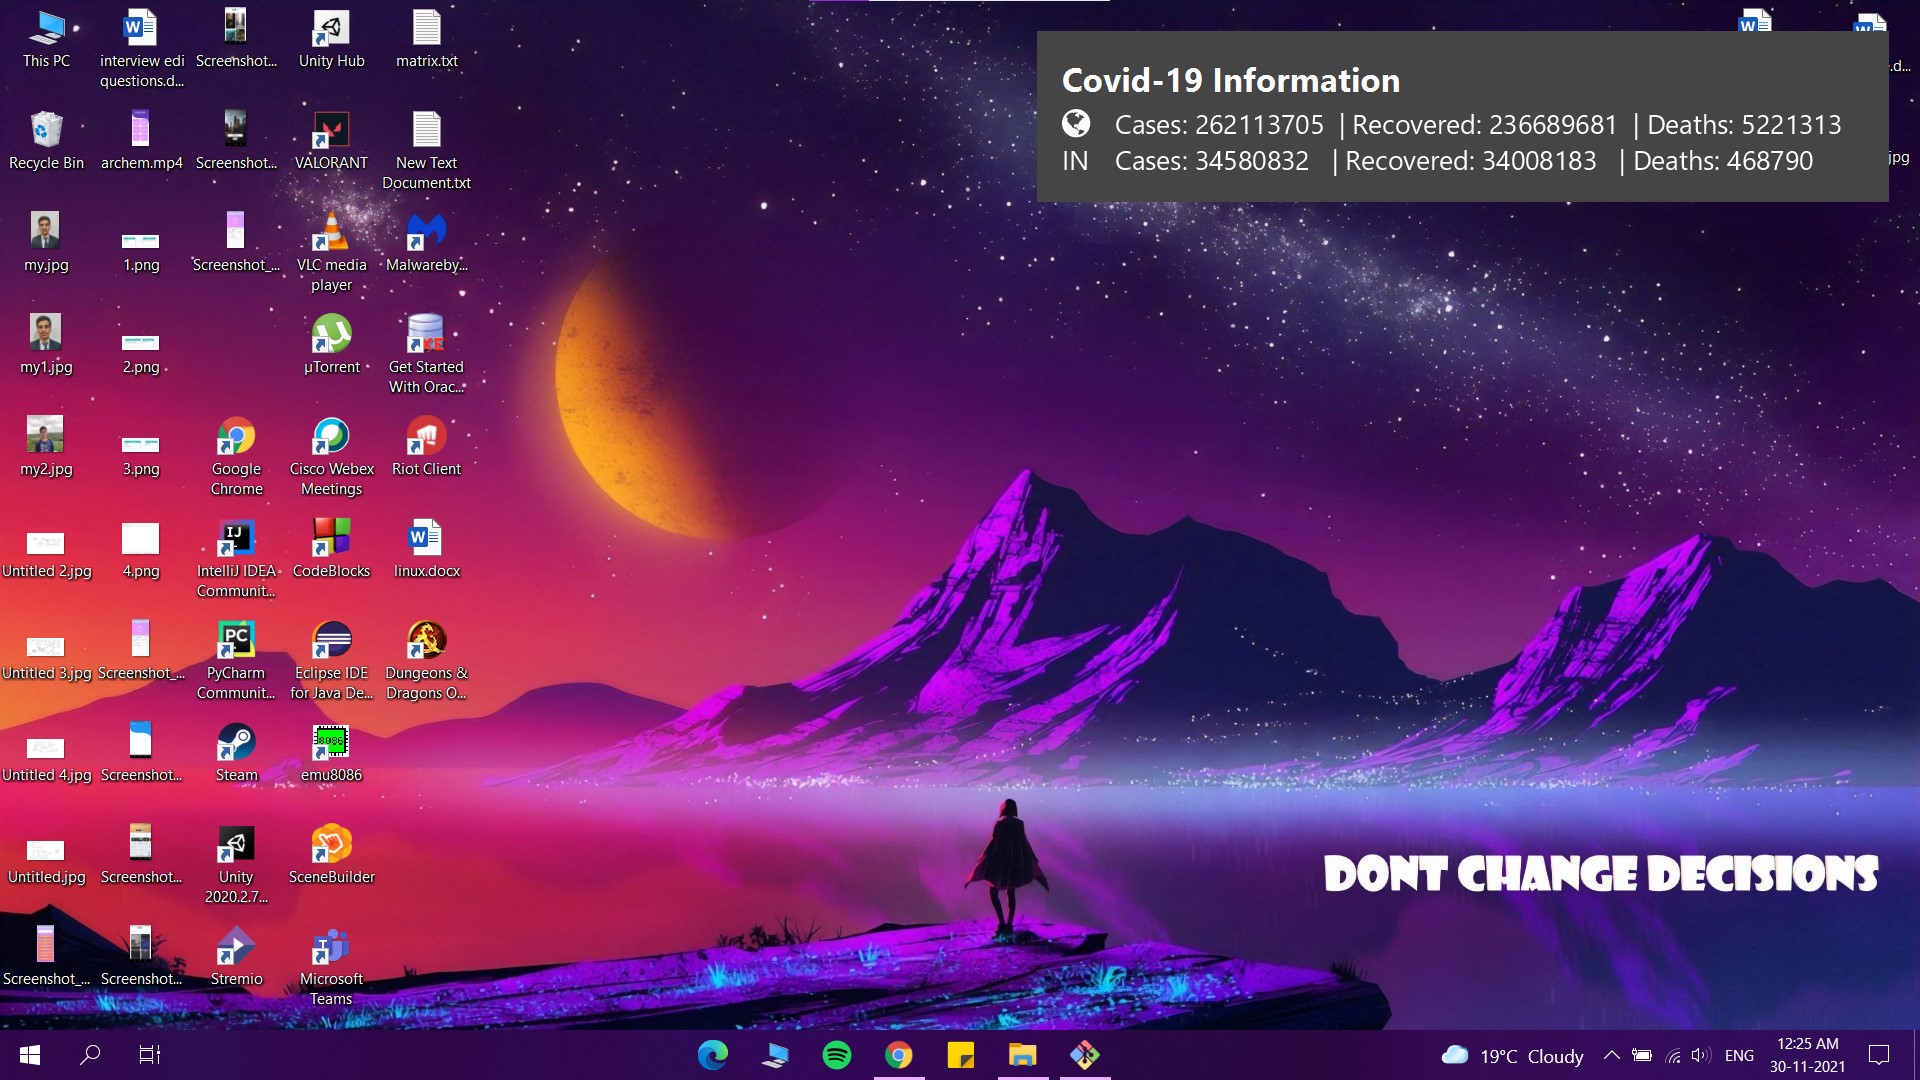 This PC
interview edi
questions.d...
Screenshot...
Unity Hub
matrix.txt
Recycle Bin
archem.mp4
Screenshot...
VALORANT
New Text
Document.txt
my.jpg
1.png
Screenshot_...
VLC media
player
Malwareby...
my1.jpg
2.png
µTorrent
Get Started
With Orac...
my2.jpg
3.png
Google
Chrome
Cisco Webex
Meetings
Riot Client
Untitled 2.jpg
4.png
IntelliJ IDEA
Communit...
CodeBlocks
linux.docx
Untitled 3.jpg
Screenshot_...
PyCharm
Communit...
Eclipse IDE
for Java De...
Dungeons &
Dragons O...
Untitled 4.jpg
Screenshot...
Steam
emu8086
Untitled.jpg
Screenshot...
Unity
2020.2.7...
SceneBuilder
Screenshot_...
Screenshot...
Stremio
Microsoft
Teams
Covid-19 Information
Cases: 262113705 | Recovered: 236689681 | Deaths: 5221313
IN Cases: 34580832 | Recovered: 34008183 | Deaths: 468790
.d...
jpg
DONT CHANGE DECISIONS
19°C Cloudy
ENG
12:25 AM
30-11-2021